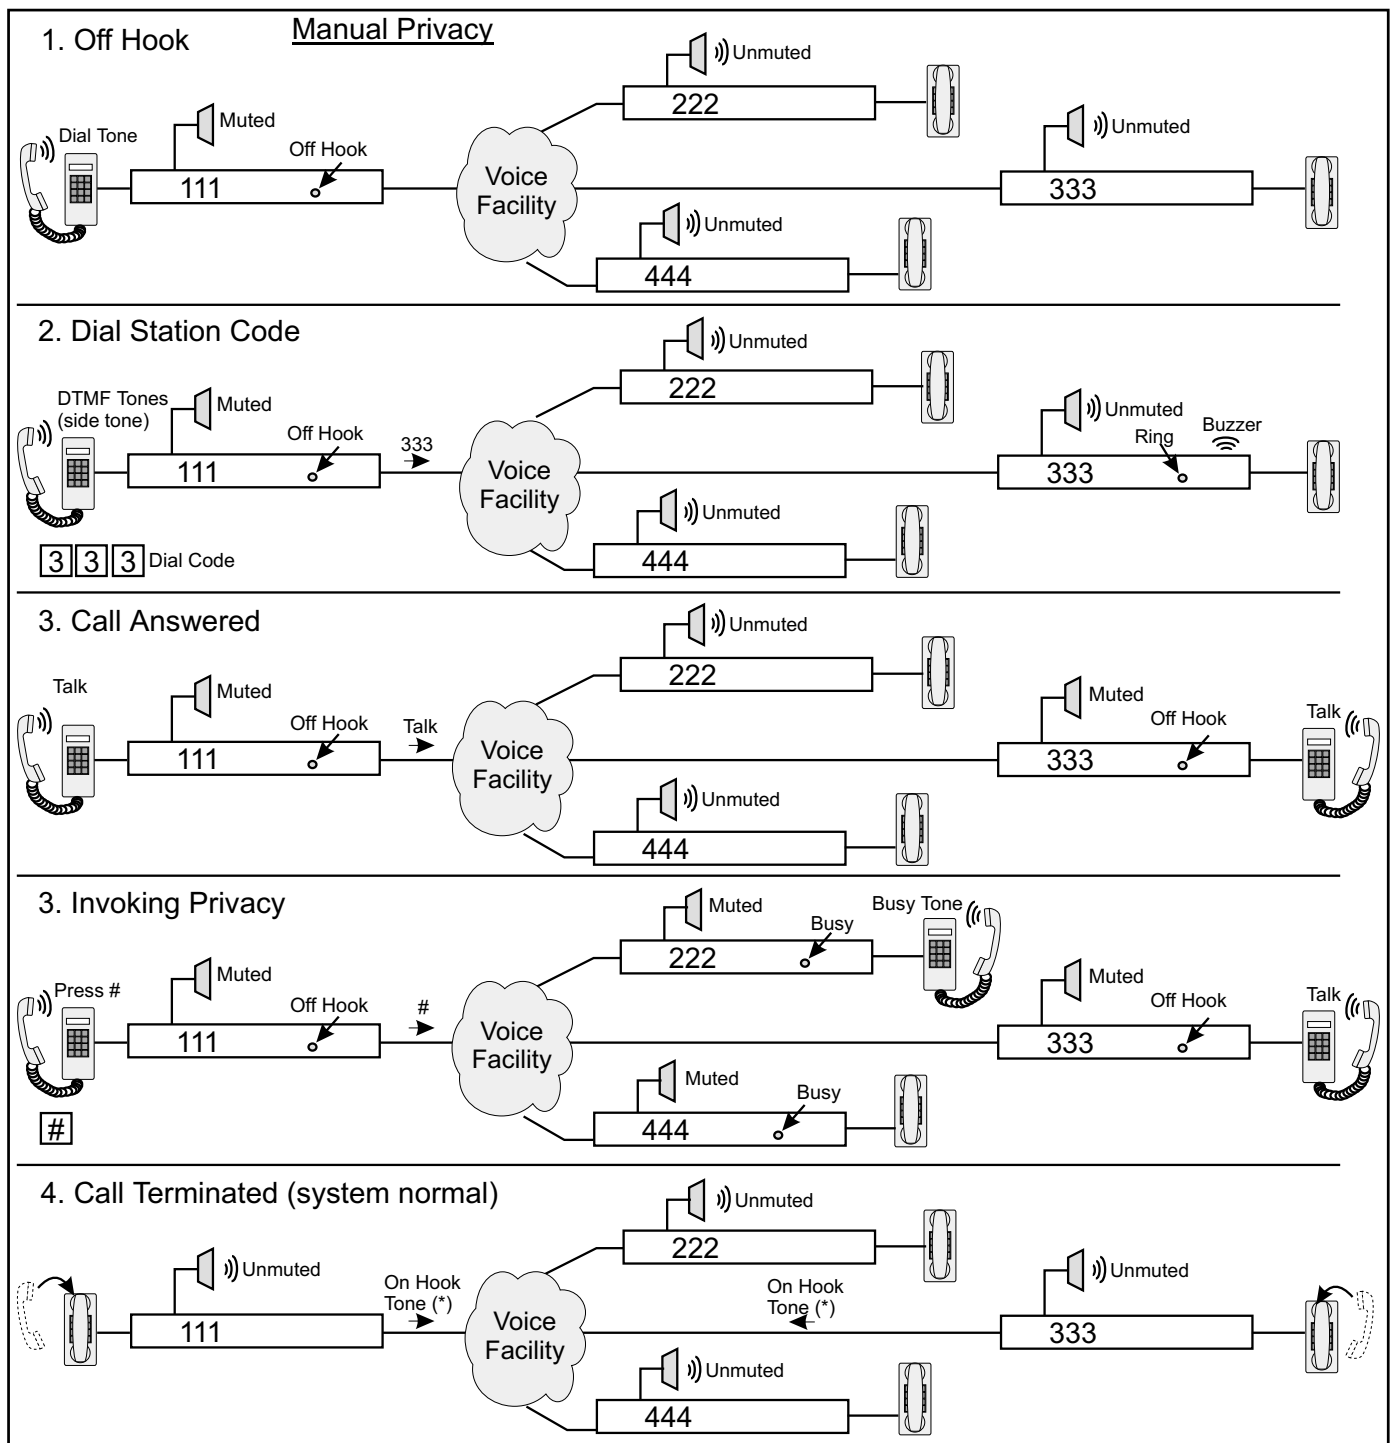 1. Off Hook
Manual Privacy
Unmuted
222
Muted
Unmuted
Dial Tone
Off Hook
111
Voice
Facility
333
Unmuted
444
2. Dial Station Code
Unmuted
222
DTMF Tones
(side tone)
Muted
Unmuted
Buzzer
Ring
Off Hook
333
111
Voice
Facility
333
Unmuted
444
3 3 3 Dial Code
3. Call Answered
Unmuted
222
Talk
Muted
Muted
Off Hook
Talk
Off Hook
Talk
111
Voice
Facility
333
Unmuted
444
3. Invoking Privacy
Muted
Busy Tone
Busy
222
Press #
Muted
Muted
Off Hook
#
Off Hook
Talk
111
Voice
Facility
333
Muted
Busy
444
#
4. Call Terminated (system normal)
Unmuted
222
Unmuted
Unmuted
On Hook
Tone (*)
On Hook
Tone (*)
111
Voice
Facility
333
Unmuted
444